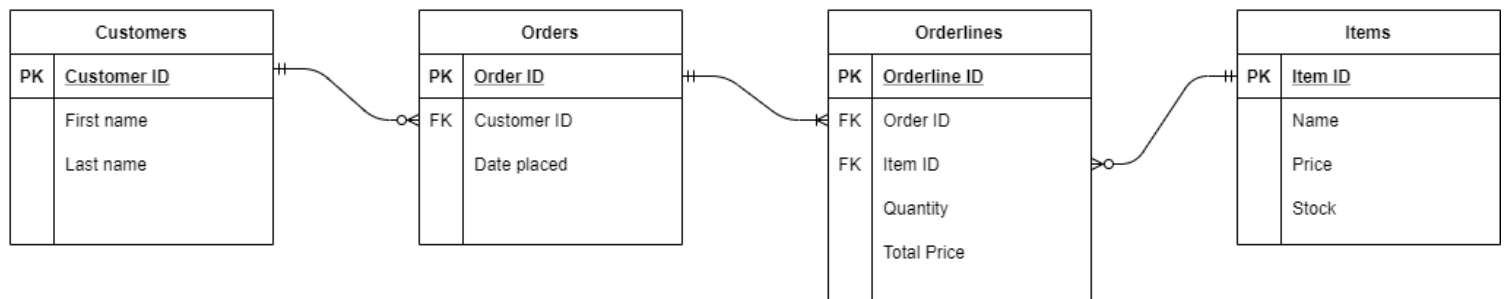 Customers
PK Customer ID
First name
Last name
Orders
PK Order ID
FK Customer ID
Date placed
Orderlines
PK Orderline ID
FK Order ID
FK Item ID
Quantity
Total Price
Items
PK Item ID
Name
Price
Stock